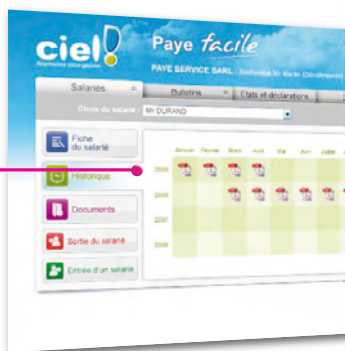 ciel!
Paye facile
PAYE SERVICE SARL
Salariés
Bulletins
Etats et déclarations
Choix du salarié : Mr DURAND
Fiche
du salarié
Historique
Documents
Sortie du salarié
Entrée d'un salarié
Janvier Février Mars Avril Mai Juin Juillet
2009
2008
2007
2006